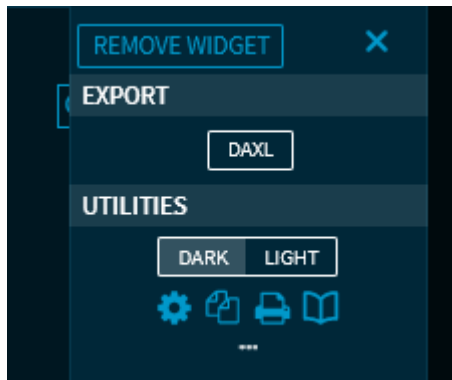 REMOVE WIDGET
EXPORT
DAXL
UTILITIES
DARK LIGHT